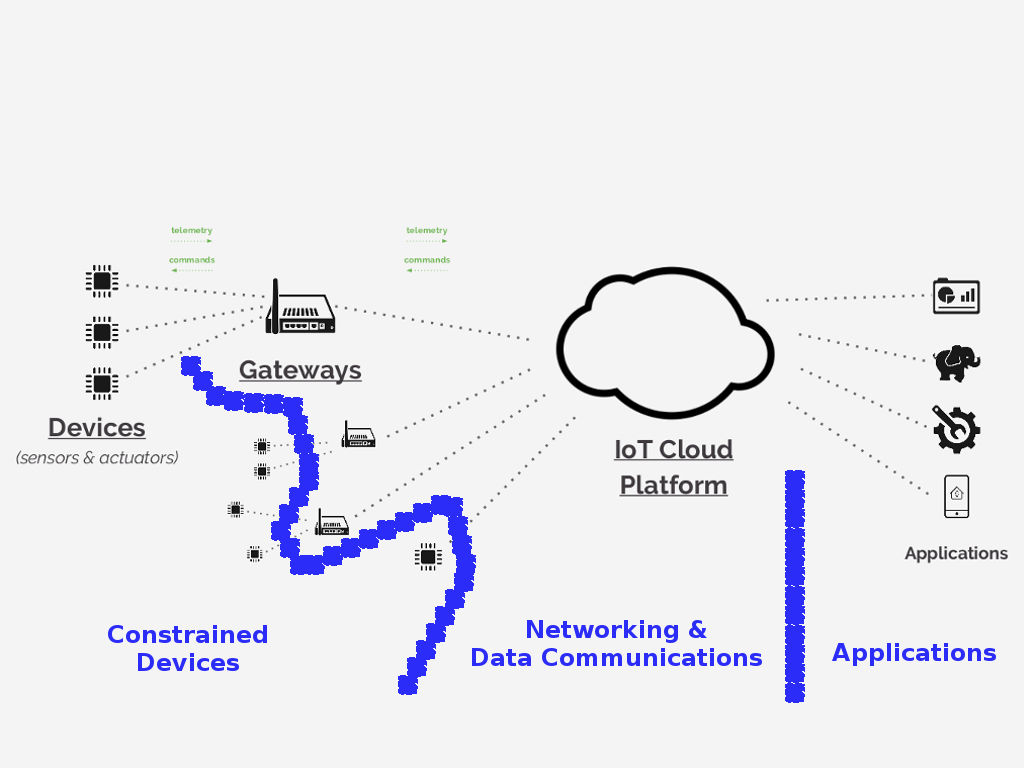 telemetry
commands
telemetry
commands
Gateways
Devices
(sensors & actuators)
IoT Cloud
Platform
Applications
Constrained
Devices
Networking &
Data Communications
Applications